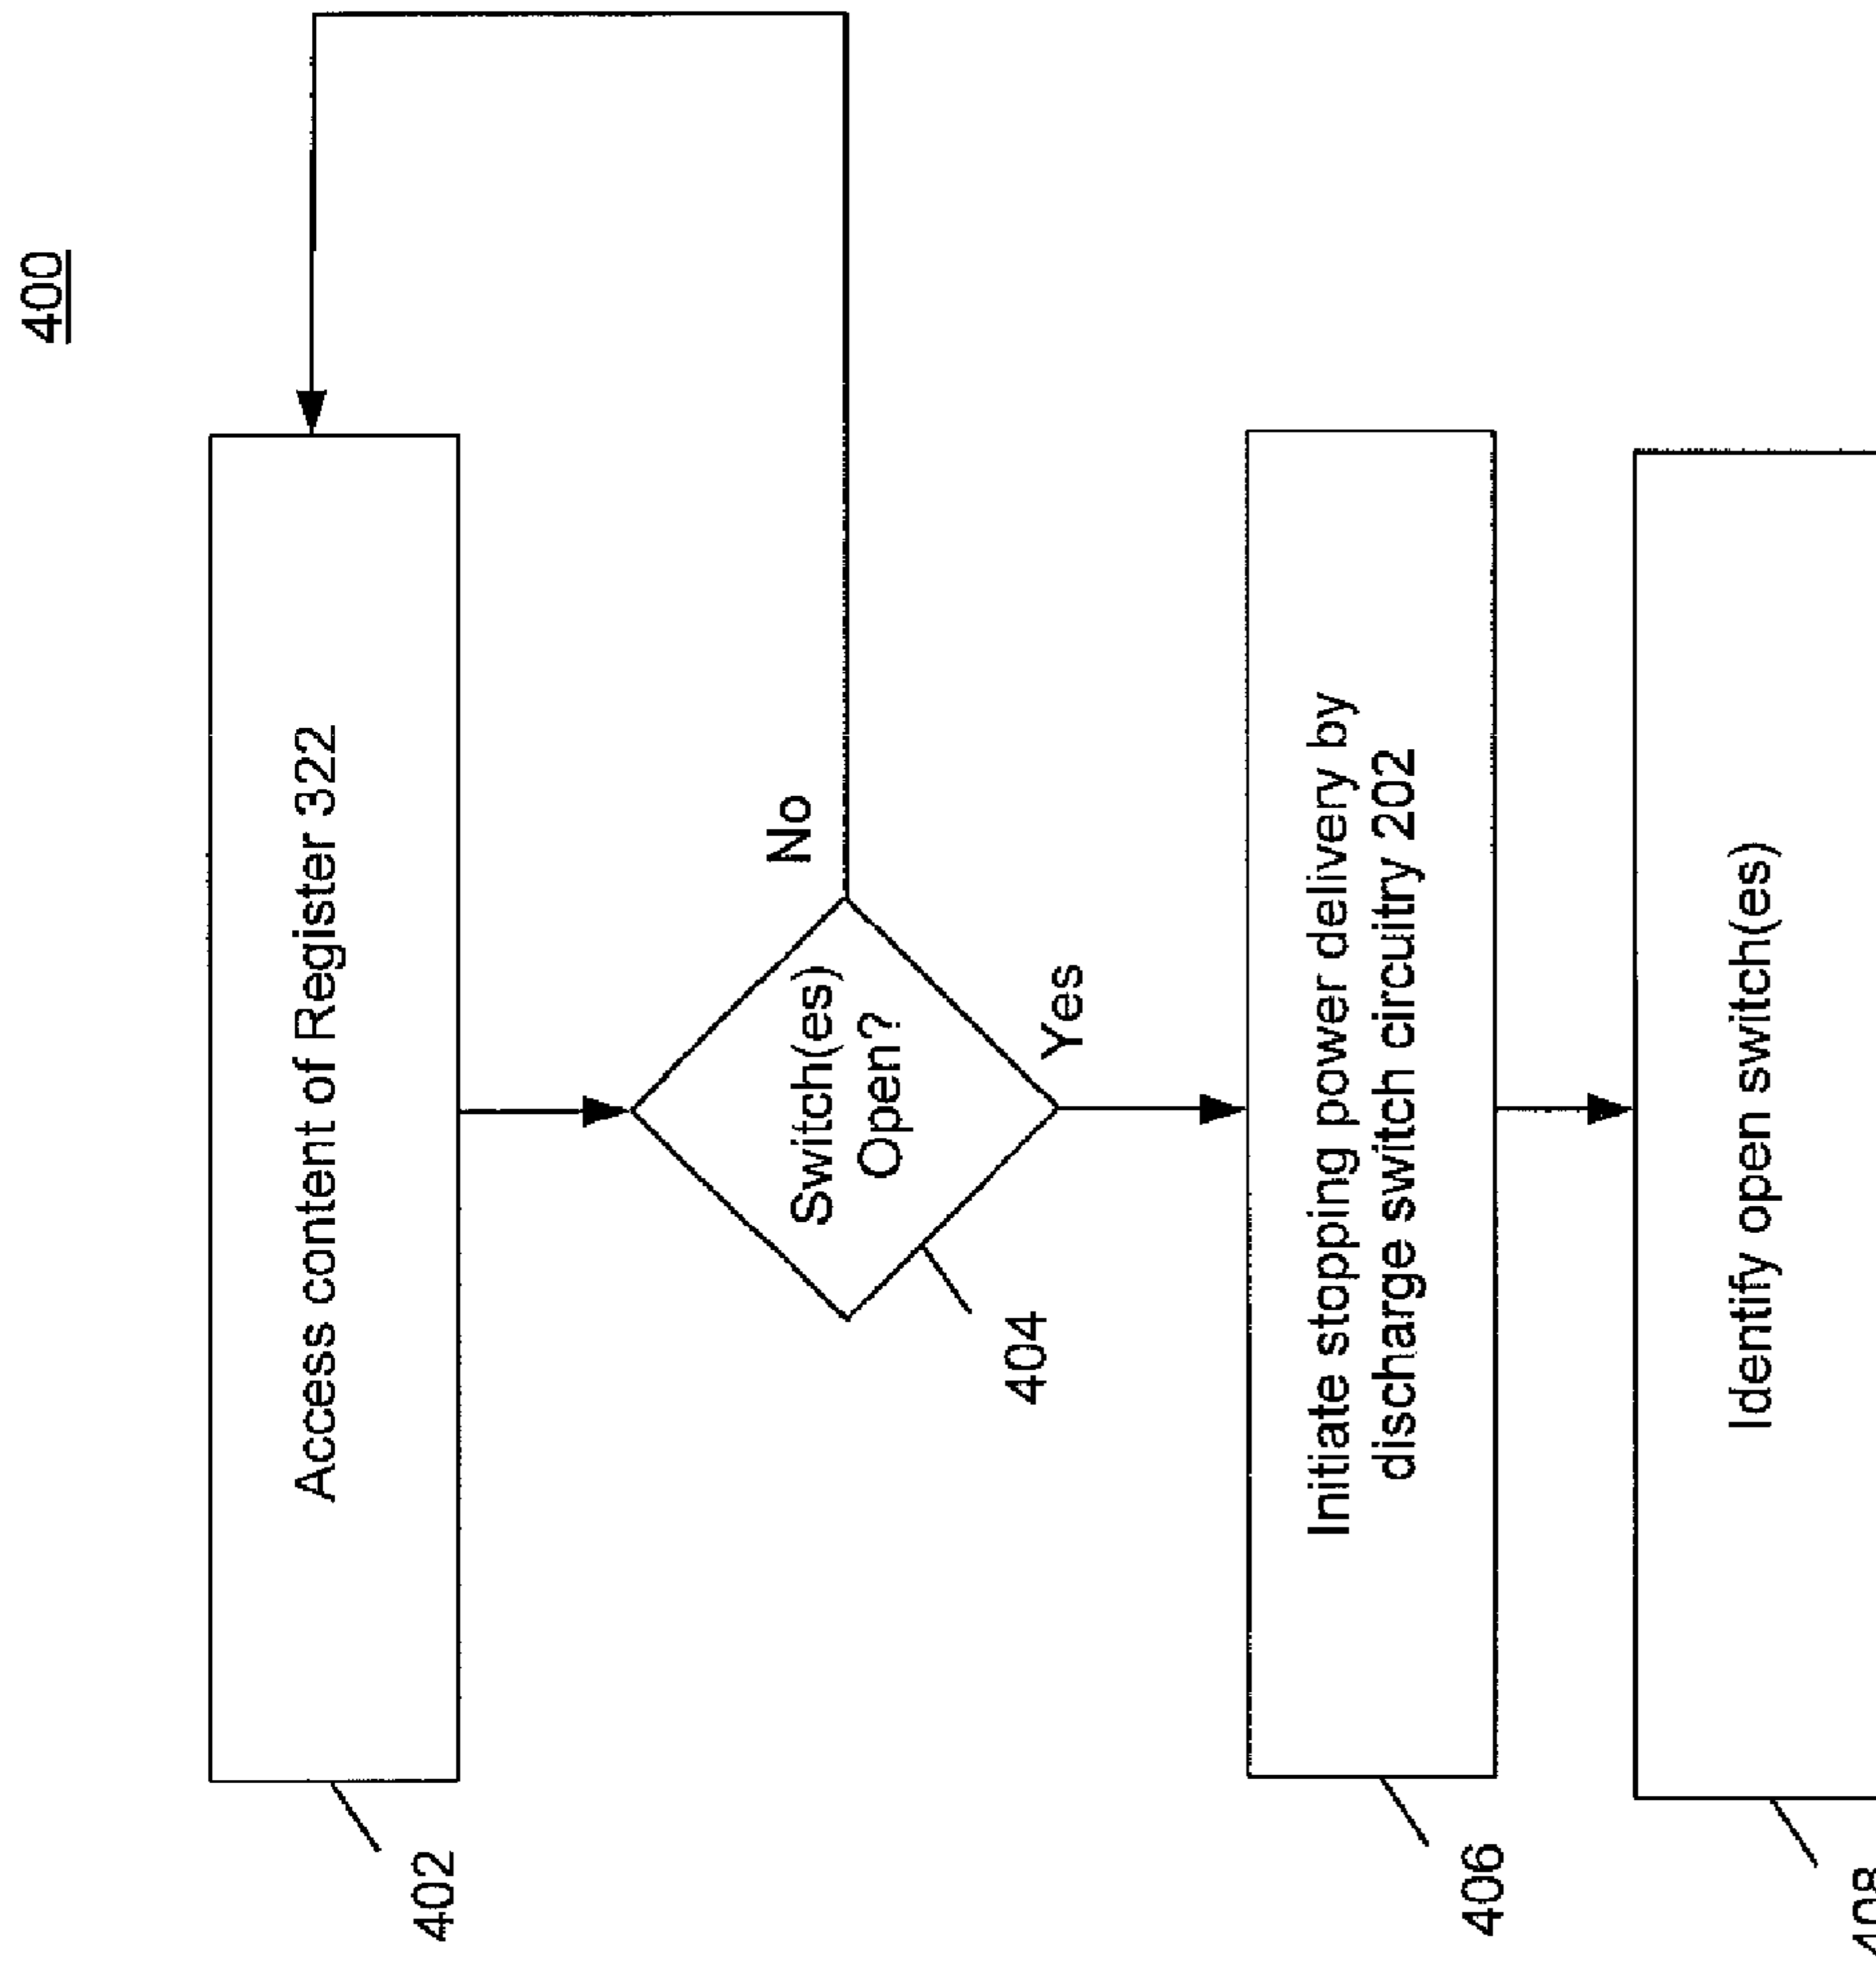 400
Access content of Register 322
402
Switch(es)
Open?
No
Yes
404
Initiate stopping power delivery by
discharge switch circuitry 202
406
Identify open switch(es)
408